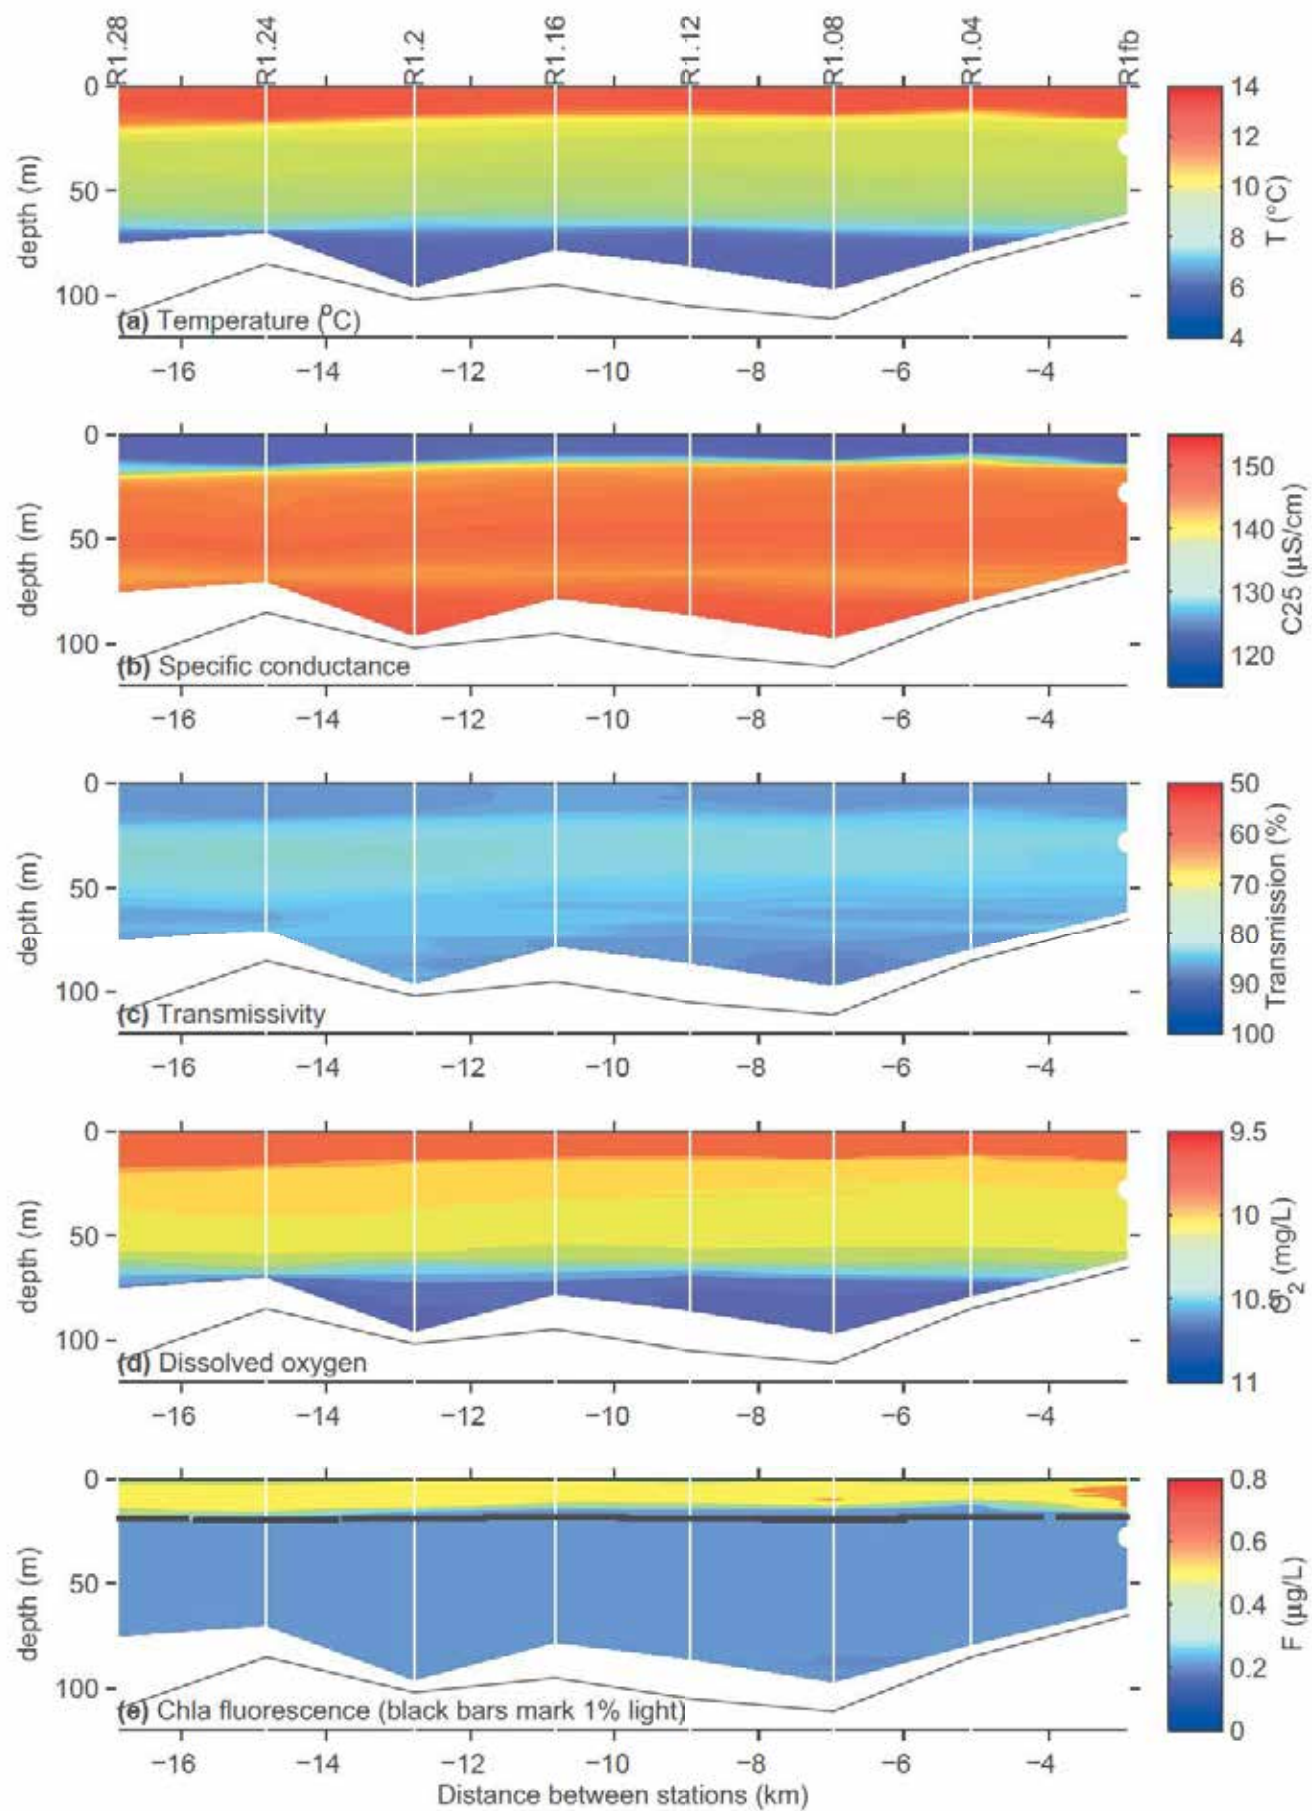 R1.28 R1.24 R1.2 R1.16 R1.12 R1.08 R1.04 R1fb
0
50
100
depth (m)
(a) Temperature (°C)
−16 −14 −12 −10 −8 −6 −4
14
12
10
8
6
4
T (°C)
0
50
100
depth (m)
(b) Specific conductance
−16 −14 −12 −10 −8 −6 −4
150
140
130
120
C25 (µS/cm)
0
50
100
depth (m)
(c) Transmissivity
−16 −14 −12 −10 −8 −6 −4
50
60
70
80
90
100
Transmission (%)
0
50
100
depth (m)
(d) Dissolved oxygen
−16 −14 −12 −10 −8 −6 −4
9.5
10
10.5
11
O2 (mg/L)
0
50
100
depth (m)
(e) Chla fluorescence (black bars mark 1% light)
−16 −14 −12 −10 −8 −6 −4
0.8
0.6
0.4
0.2
0
F (µg/L)
Distance between stations (km)